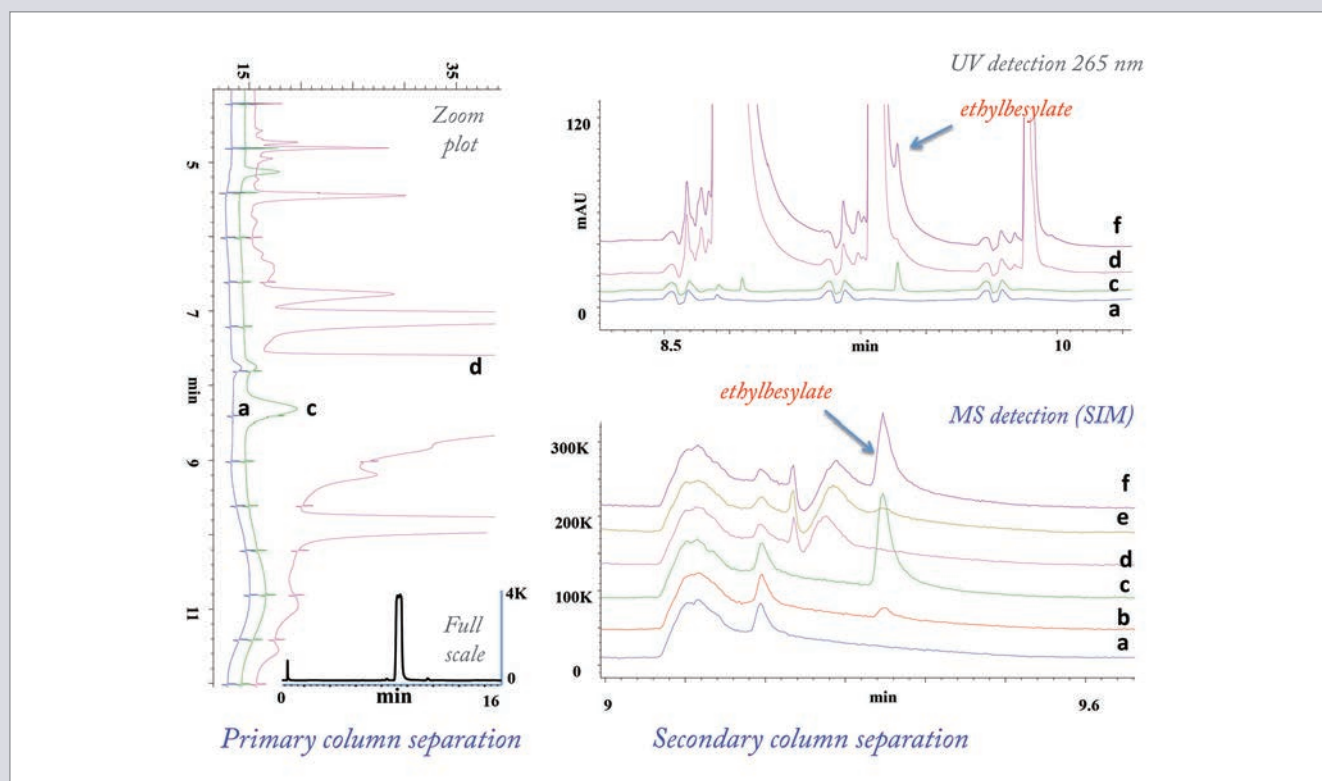 15
35
Zoom
plot
5
7
min
9
11
d
a
c
4K
Full
scale
0
0
min
16
Primary column separation
UV detection 265 nm
ethylbesylate
120
mAU
0
f
d
c
a
8.5
min
10
ethylbesylate
MS detection (SIM)
300K
200K
100K
0
f
e
d
c
b
a
9
min
9.6
Secondary column separation